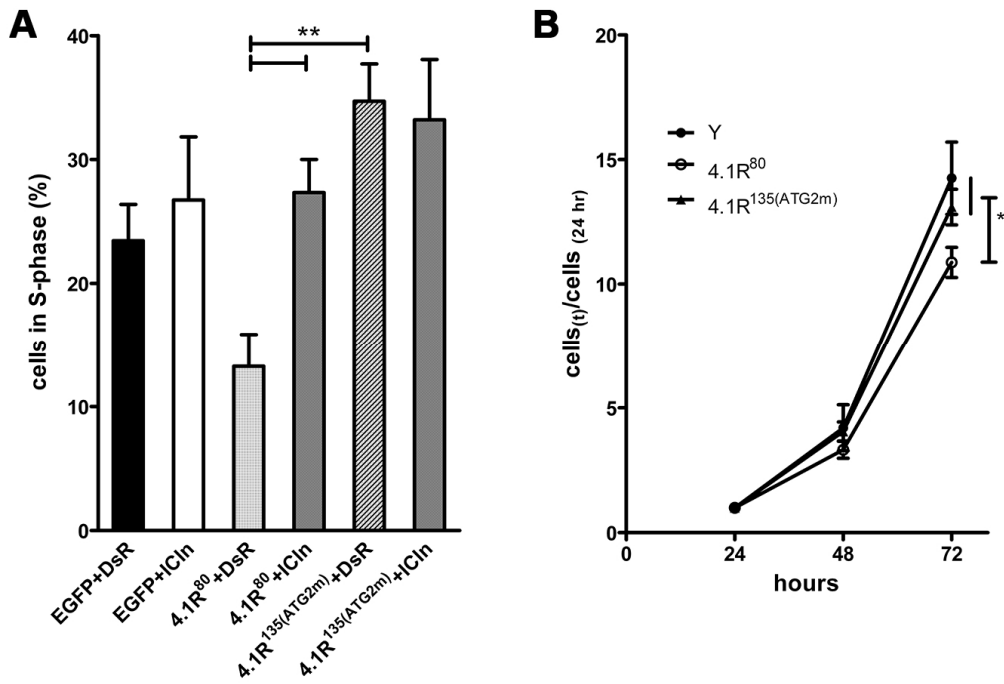 A
cells in S-phase (%)
40
30
20
10
0
**
EGFP+DsR
EGFP+ICln
4.1R⁸⁰+DsR
4.1R⁸⁰+ICln
4.1R¹³⁵⁽ᴬᵀᴳ²ᵐ⁾+DsR
4.1R¹³⁵⁽ᴬᵀᴳ²ᵐ⁾+ICln
B
cells(t)/cells (24 hr)
20
15
10
5
0
Y
4.1R⁸⁰
4.1R¹³⁵⁽ᴬᵀᴳ²ᵐ⁾
*
0 24 48 72
hours